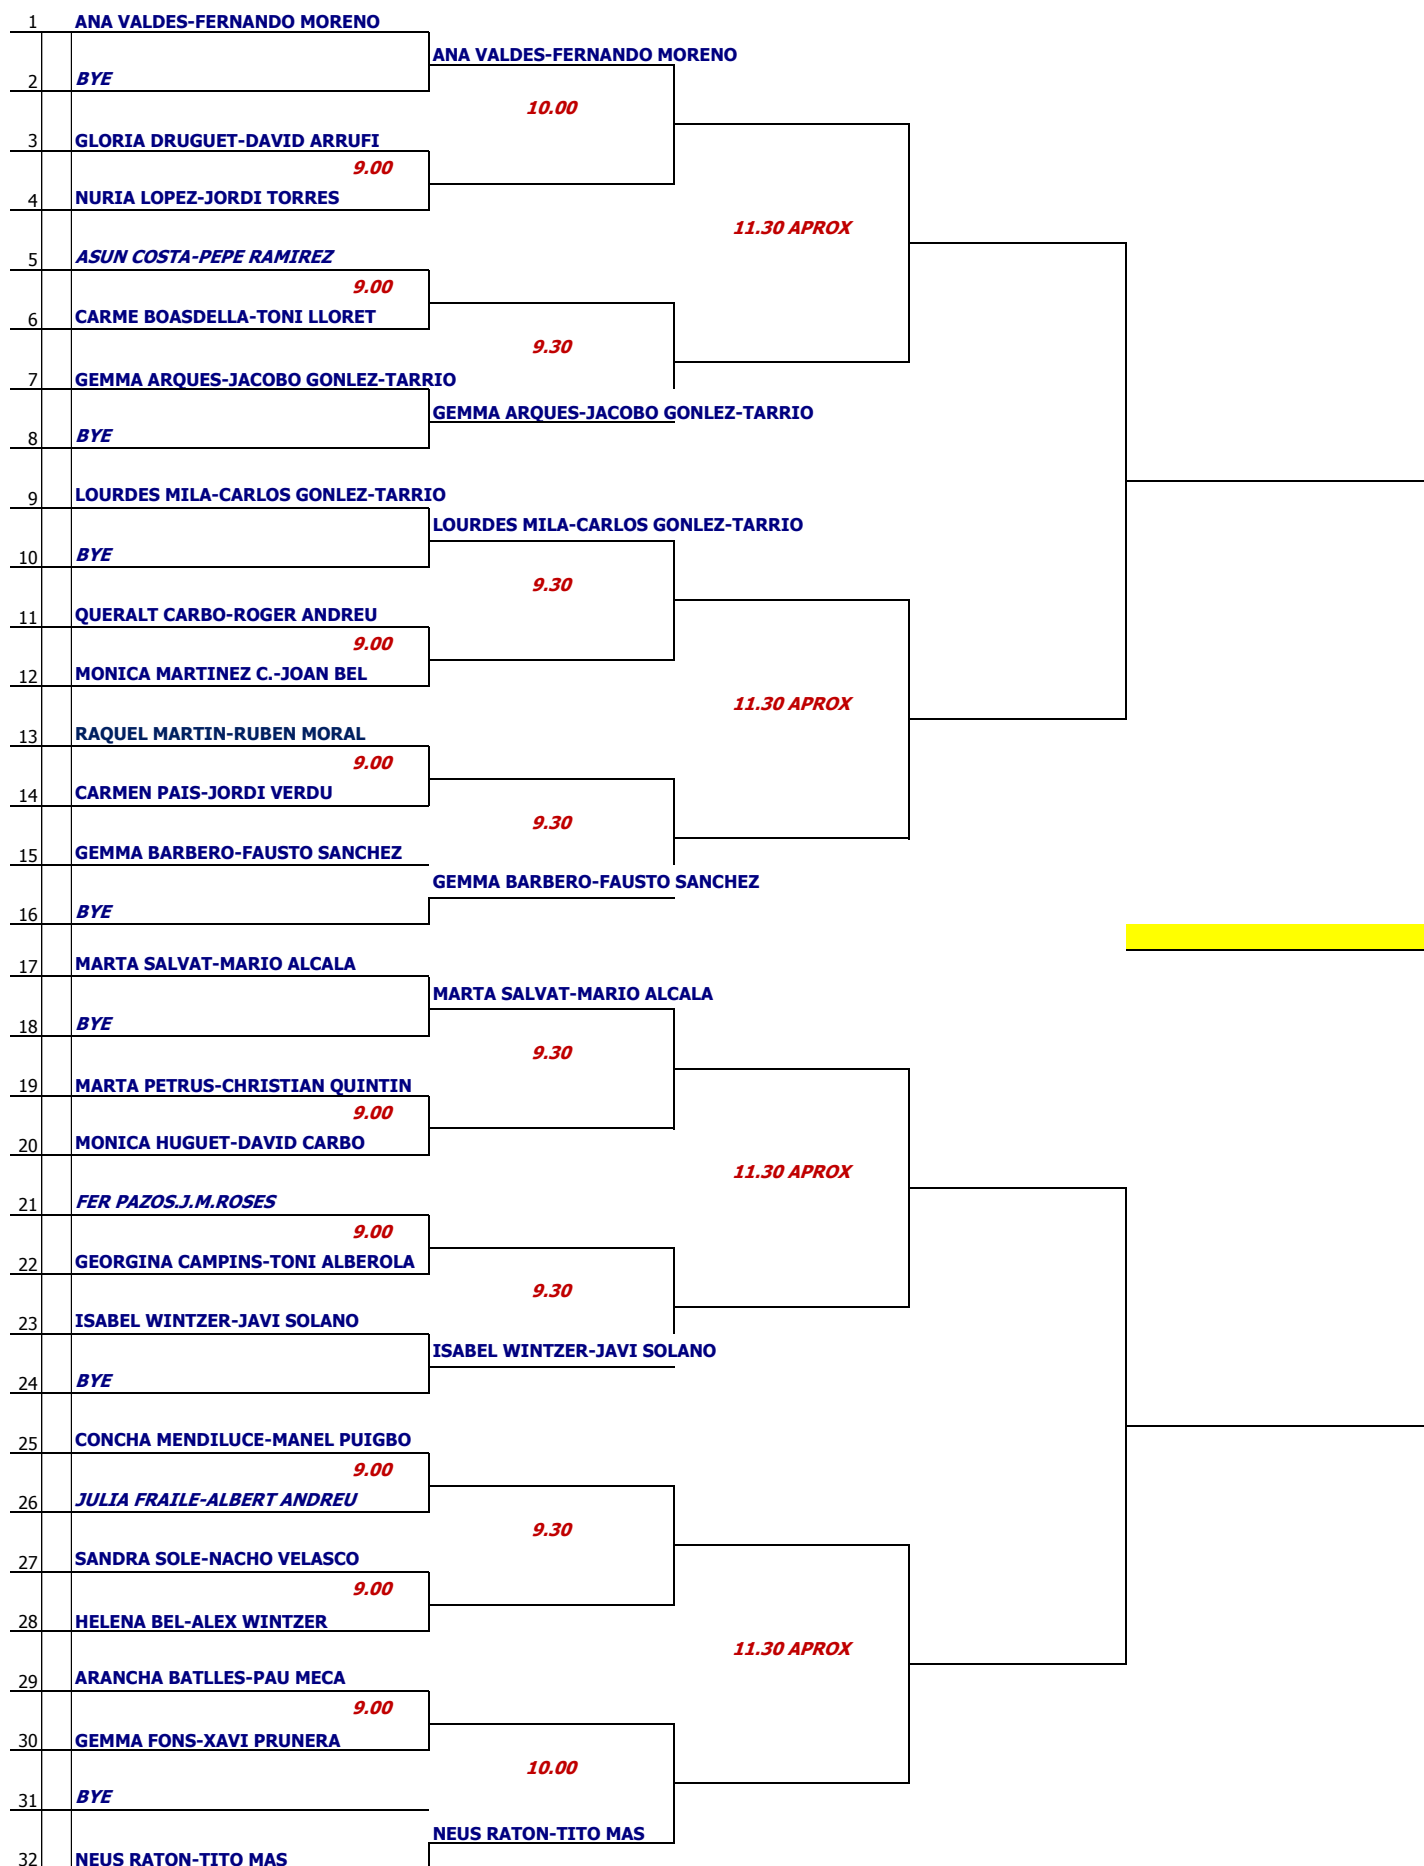 1 ANA VALDES-FERNANDO MORENO
ANA VALDES-FERNANDO MORENO
2 BYE
10.00
3 GLORIA DRUGUET-DAVID ARRUFI
9.00
4 NURIA LOPEZ-JORDI TORRES
11.30 APROX
5 ASUN COSTA-PEPE RAMIREZ
9.00
6 CARME BOASDELLA-TONI LLORET
9.30
7 GEMMA ARQUES-JACOBO GONLEZ-TARRIO
GEMMA ARQUES-JACOBO GONLEZ-TARRIO
8 BYE
9 LOURDES MILA-CARLOS GONLEZ-TARRIO
LOURDES MILA-CARLOS GONLEZ-TARRIO
10 BYE
9.30
11 QUERALT CARBO-ROGER ANDREU
9.00
12 MONICA MARTINEZ C.-JOAN BEL
11.30 APROX
13 RAQUEL MARTIN-RUBEN MORAL
9.00
14 CARMEN PAIS-JORDI VERDU
9.30
15 GEMMA BARBERO-FAUSTO SANCHEZ
GEMMA BARBERO-FAUSTO SANCHEZ
16 BYE
17 MARTA SALVAT-MARIO ALCALA
MARTA SALVAT-MARIO ALCALA
18 BYE
9.30
19 MARTA PETRUS-CHRISTIAN QUINTIN
9.00
20 MONICA HUGUET-DAVID CARBO
11.30 APROX
21 FER PAZOS.J.M.ROSES
9.00
22 GEORGINA CAMPINS-TONI ALBEROLA
9.30
23 ISABEL WINTZER-JAVI SOLANO
ISABEL WINTZER-JAVI SOLANO
24 BYE
25 CONCHA MENDILUCE-MANEL PUIGBO
9.00
26 JULIA FRAILE-ALBERT ANDREU
9.30
27 SANDRA SOLE-NACHO VELASCO
9.00
28 HELENA BEL-ALEX WINTZER
11.30 APROX
29 ARANCHA BATLLES-PAU MECA
9.00
30 GEMMA FONS-XAVI PRUNERA
10.00
31 BYE
NEUS RATON-TITO MAS
32 NEUS RATON-TITO MAS